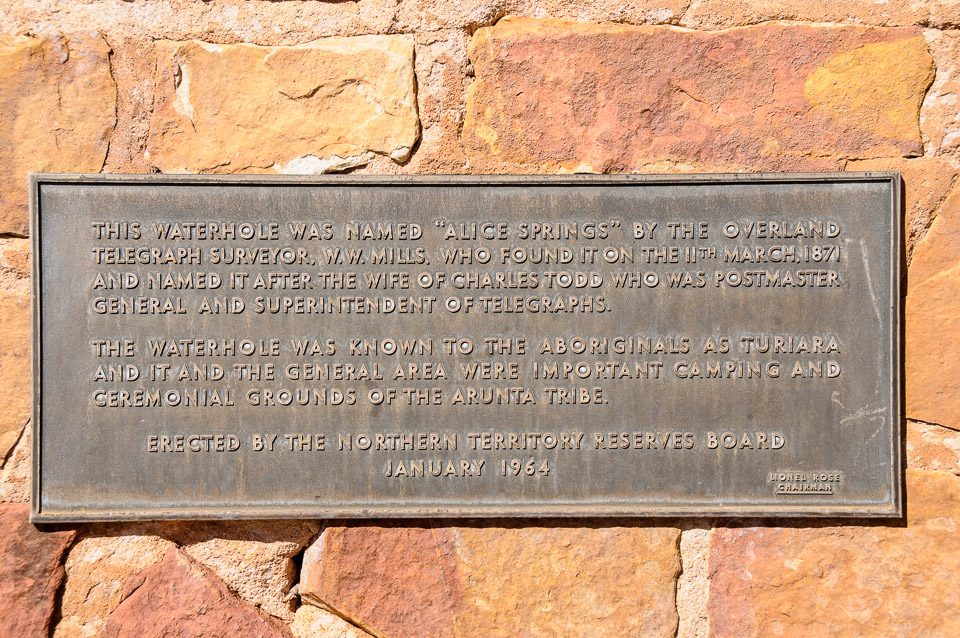 THIS WATERHOLE WAS NAMED "ALICE SPRINGS" BY THE OVERLAND
TELEGRAPH SURVEYOR, W.W. MILLS, WHO FOUND IT ON THE 11TH MARCH, 1871
AND NAMED IT AFTER THE WIFE OF CHARLES TODD WHO WAS POSTMASTER
GENERAL AND SUPERINTENDENT OF TELEGRAPHS.
THE WATERHOLE WAS KNOWN TO THE ABORIGINALS AS TURIARA
AND IT AND THE GENERAL AREA WERE IMPORTANT CAMPING AND
CEREMONIAL GROUNDS OF THE ARUNTA TRIBE.
ERECTED BY THE NORTHERN TERRITORY RESERVES BOARD
JANUARY 1964
LIONEL ROSE
CHAIRMAN